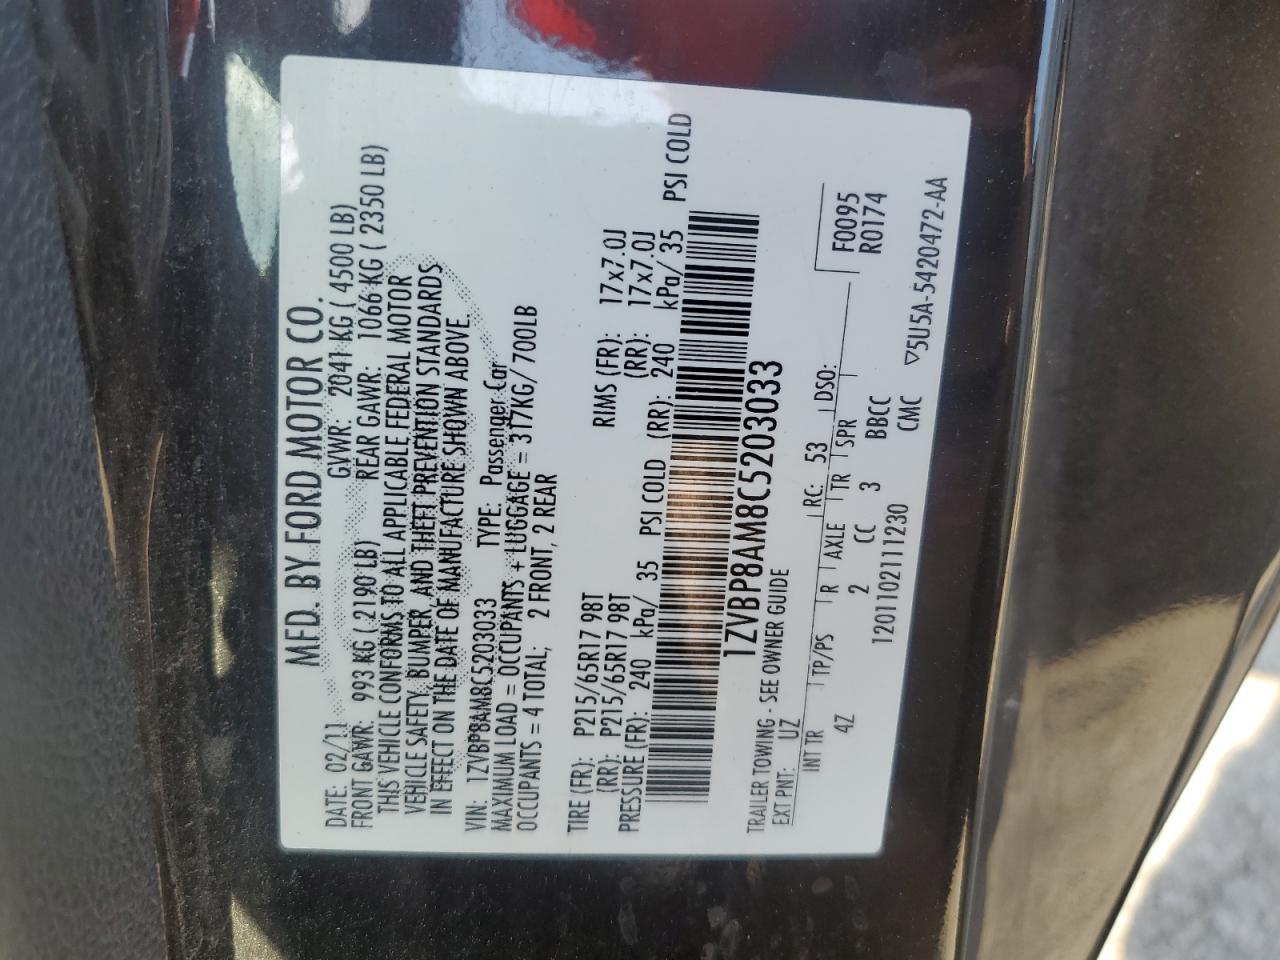 MFD. BY FORD MOTOR CO.
DATE: 02/11 GVWR: 2041 KG ( 4500 LB)
FRONT GAWR: 993 KG ( 2190 LB) REAR GAWR: 1066 KG ( 2350 LB)
THIS VEHICLE CONFORMS TO ALL APPLICABLE FEDERAL MOTOR
VEHICLE SAFETY, BUMPER, AND THEFT PREVENTION STANDARDS
IN EFFECT ON THE DATE OF MANUFACTURE SHOWN ABOVE.
VIN: 1ZVBP8AM8C5203033 TYPE: Passenger Car
MAXIMUM LOAD = OCCUPANTS + LUGGAGE = 317KG/700LB
OCCUPANTS = 4 TOTAL; 2 FRONT, 2 REAR
TIRE (FR): P215/65R17 98T RIMS (FR): 17x7.0J
(RR): P215/65R17 98T (RR): 17x7.0J
PRESSURE (FR): 240 kPa/ 35 PSI COLD (RR): 240 kPa/ 35 PSI COLD
1ZVBP8AM8C5203033
TRAILER TOWING - SEE OWNER GUIDE
EXT PNT: UZ RC: 53 DSO:
INT TR TP/PS R AXLE TR SPR
4Z 2 CC 3 BBCC
F0095
R0174
12011021112​30 CMC
▽5U5A-5420472-AA